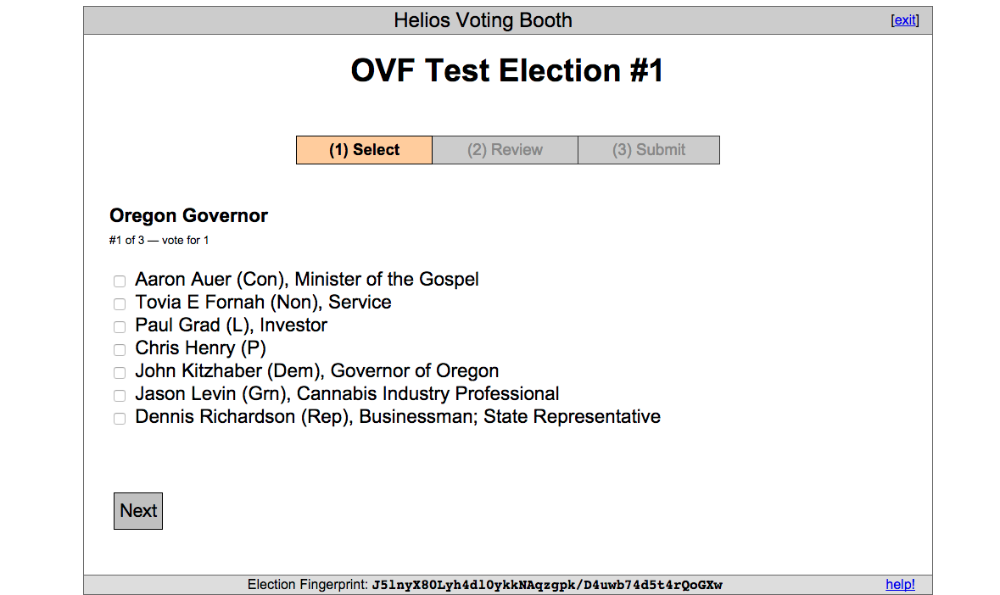 Helios Voting Booth [exit]
OVF Test Election #1
(1) Select (2) Review (3) Submit
Oregon Governor
#1 of 3 — vote for 1
Aaron Auer (Con), Minister of the Gospel
Tovia E Fornah (Non), Service
Paul Grad (L), Investor
Chris Henry (P)
John Kitzhaber (Dem), Governor of Oregon
Jason Levin (Grn), Cannabis Industry Professional
Dennis Richardson (Rep), Businessman; State Representative
Next
Election Fingerprint: J5lnyX80Lyh4dl0ykkNAqzgpk/D4uwb74d5t4rQoGXw help!